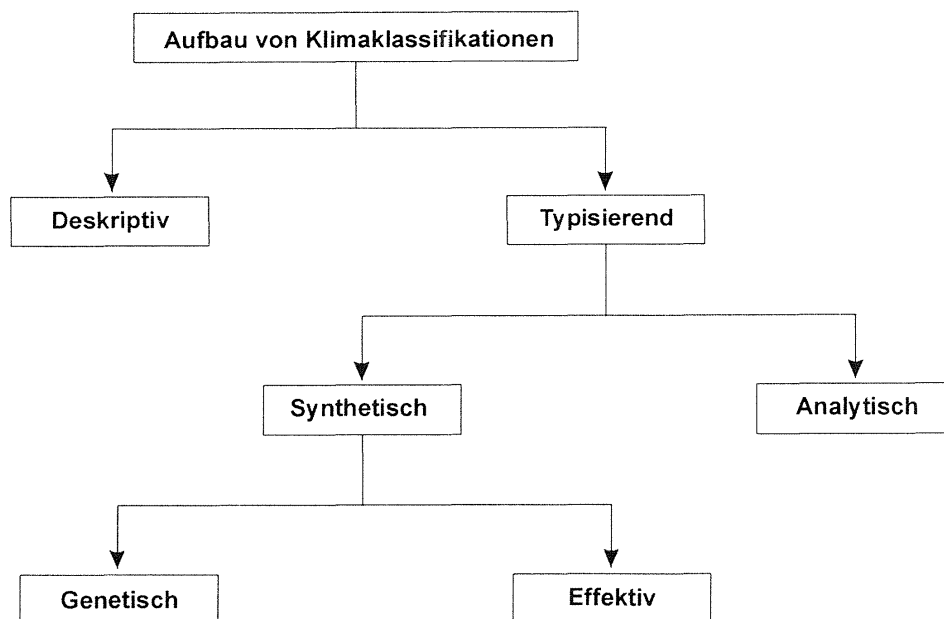 Aufbau von Klimaklassifikationen
Deskriptiv
Typisierend
Synthetisch
Analytisch
Genetisch
Effektiv